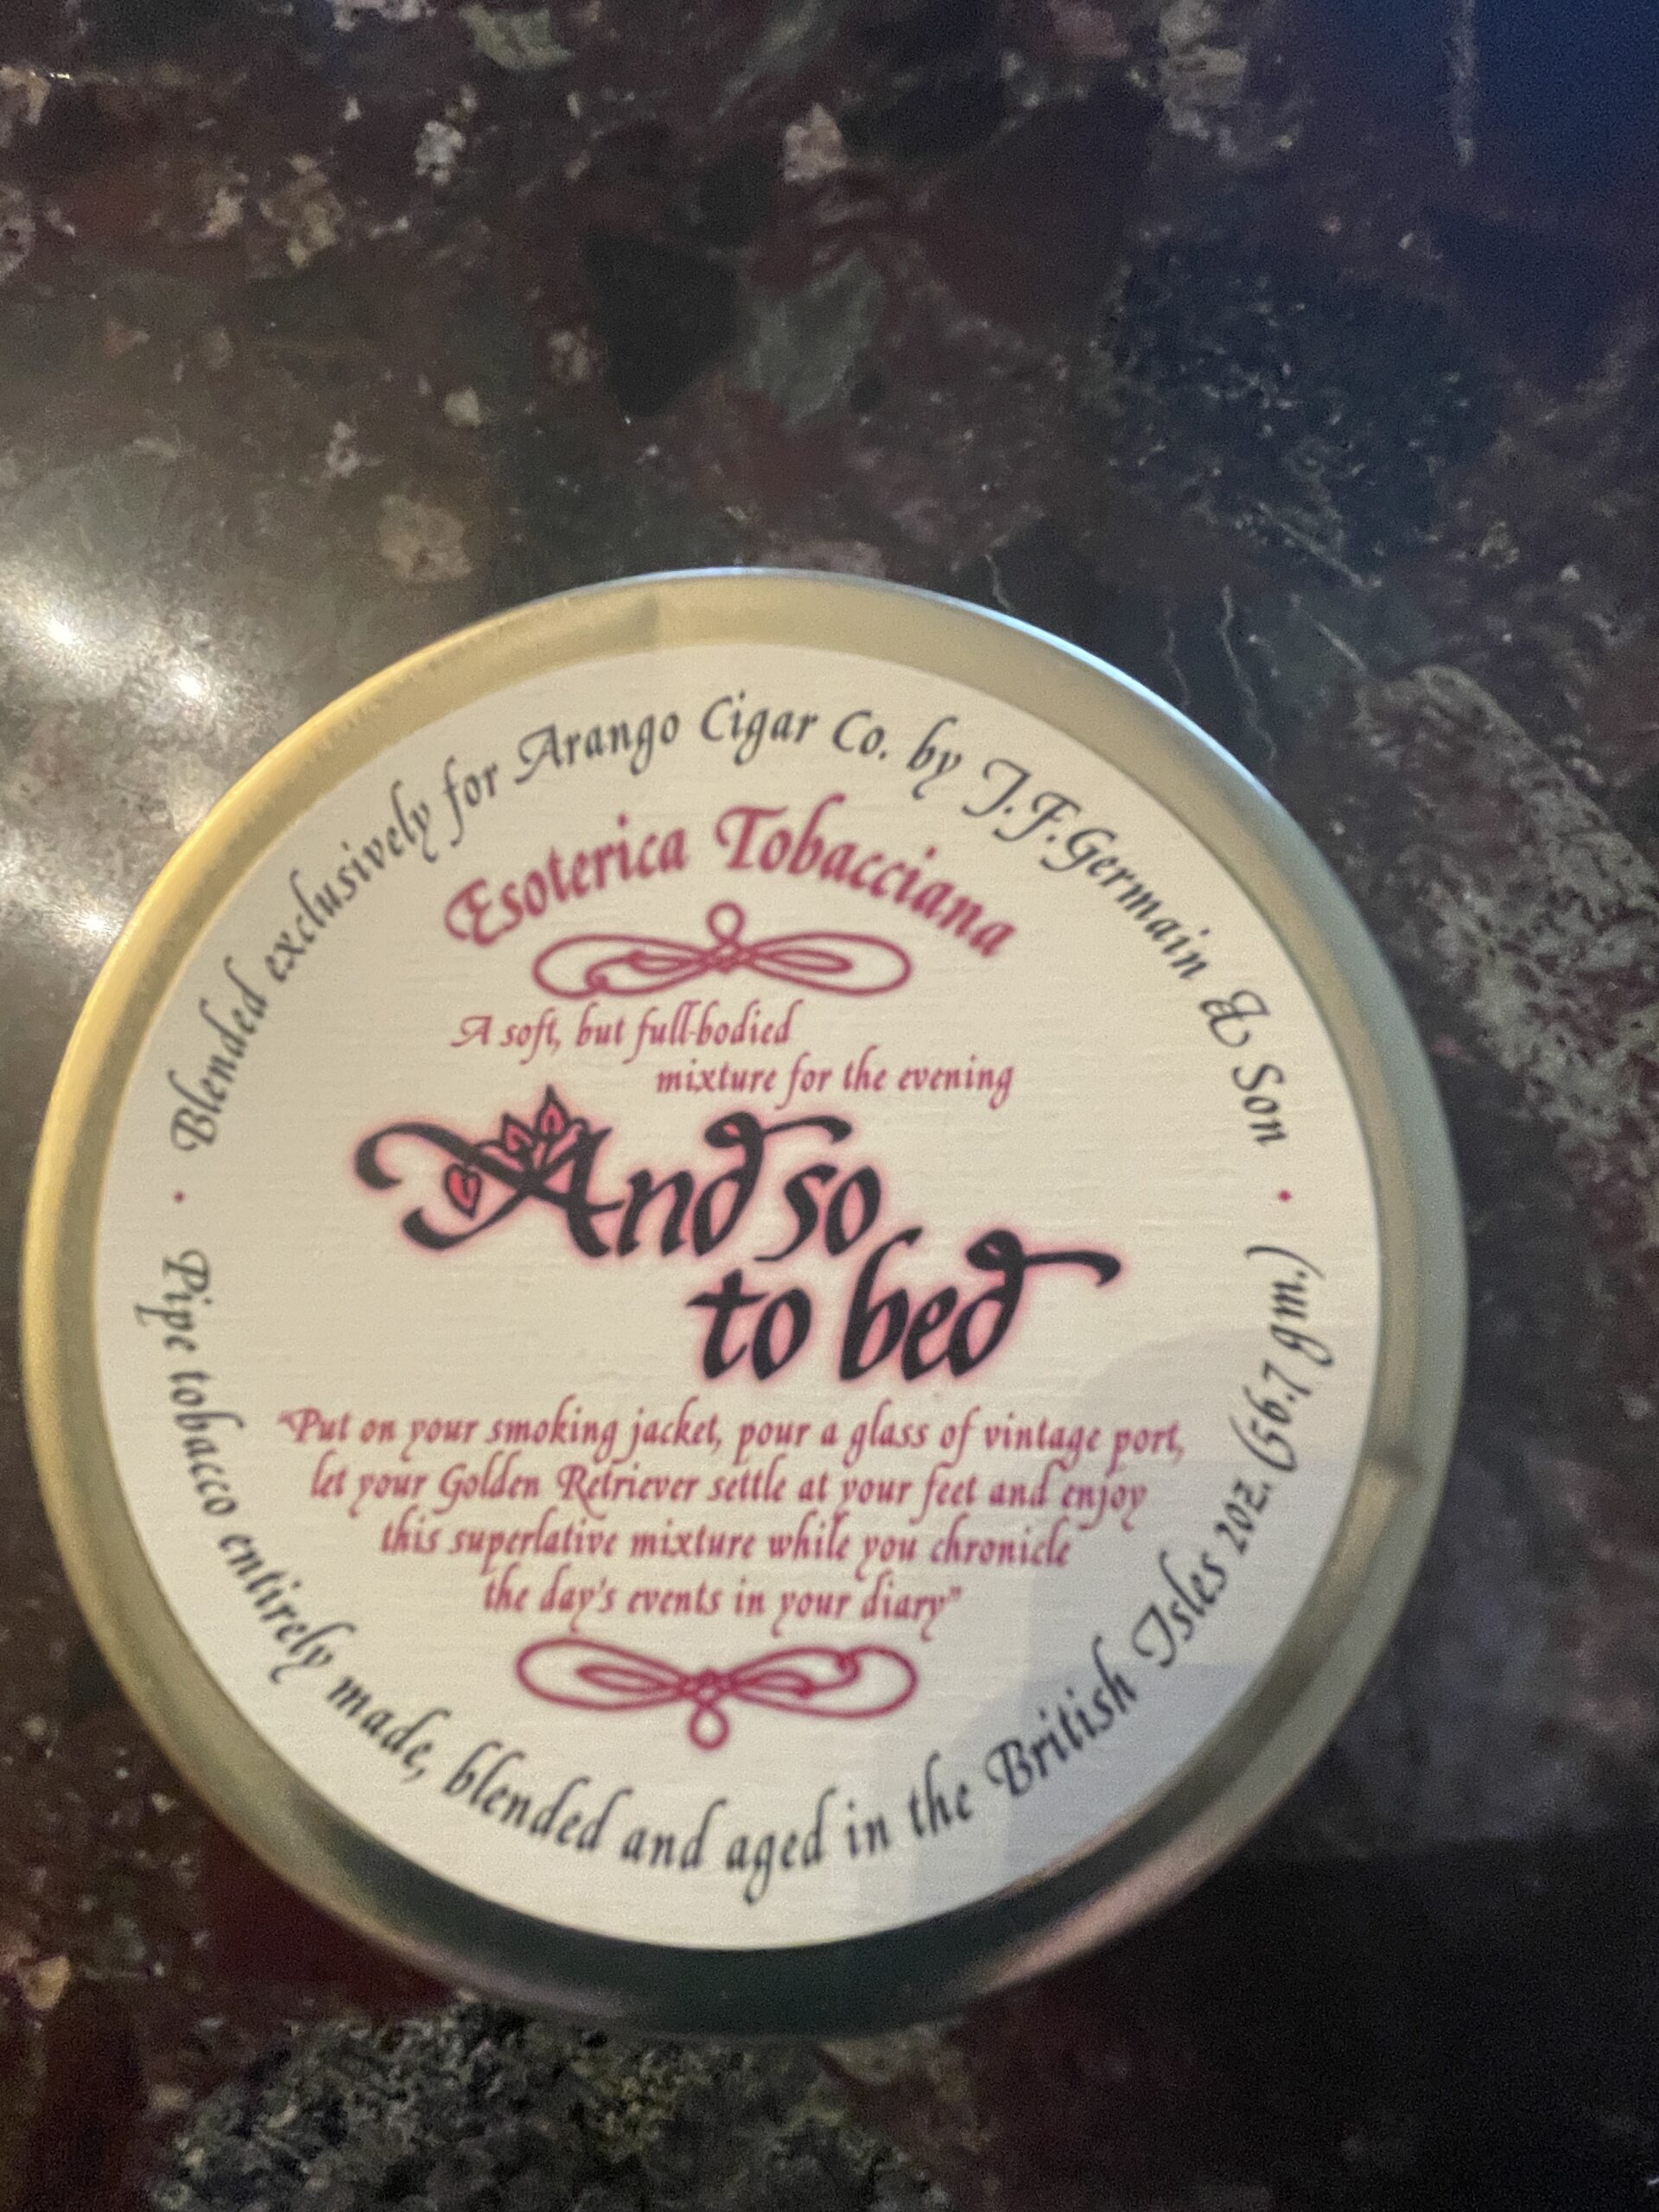 Blended exclusively for Arango Cigar Co. by J.F.Germain & Son
Esoterica Tobacciana
A soft, but full-bodied
mixture for the evening
And so
to bed
"Put on your smoking jacket, pour a glass of vintage port,
let your Golden Retriever settle at your feet and enjoy
this superlative mixture while you chronicle
the day's events in your diary"
Pipe tobacco entirely made, blended and aged in the British Isles 2oz. (56.7 gm.)